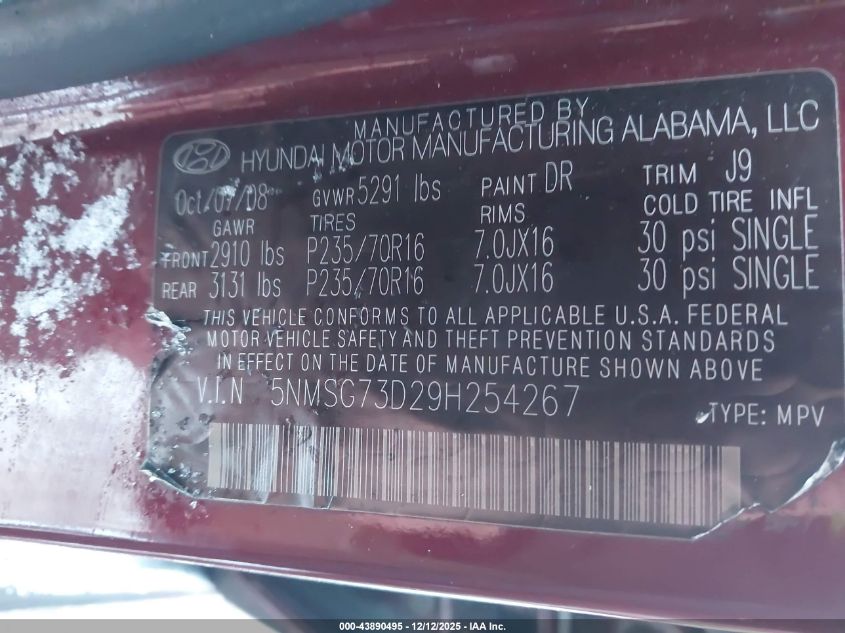 MANUFACTURED BY
HYUNDAI MOTOR MANUFACTURING ALABAMA, LLC
Oct/07/08 GVWR 5291 lbs PAINT DR TRIM J9
GAWR TIRES RIMS COLD TIRE INFL
FRONT 2910 lbs P235/70R16 7.0JX16 30 psi SINGLE
REAR 3131 lbs P235/70R16 7.0JX16 30 psi SINGLE
THIS VEHICLE CONFORMS TO ALL APPLICABLE U.S.A. FEDERAL
MOTOR VEHICLE SAFETY AND THEFT PREVENTION STANDARDS
IN EFFECT ON THE DATE OF MANUFACTURE SHOWN ABOVE
V.I.N 5NMSG73D29H254267
TYPE: MPV
000-43890495 - 12/12/2025 - IAA Inc.